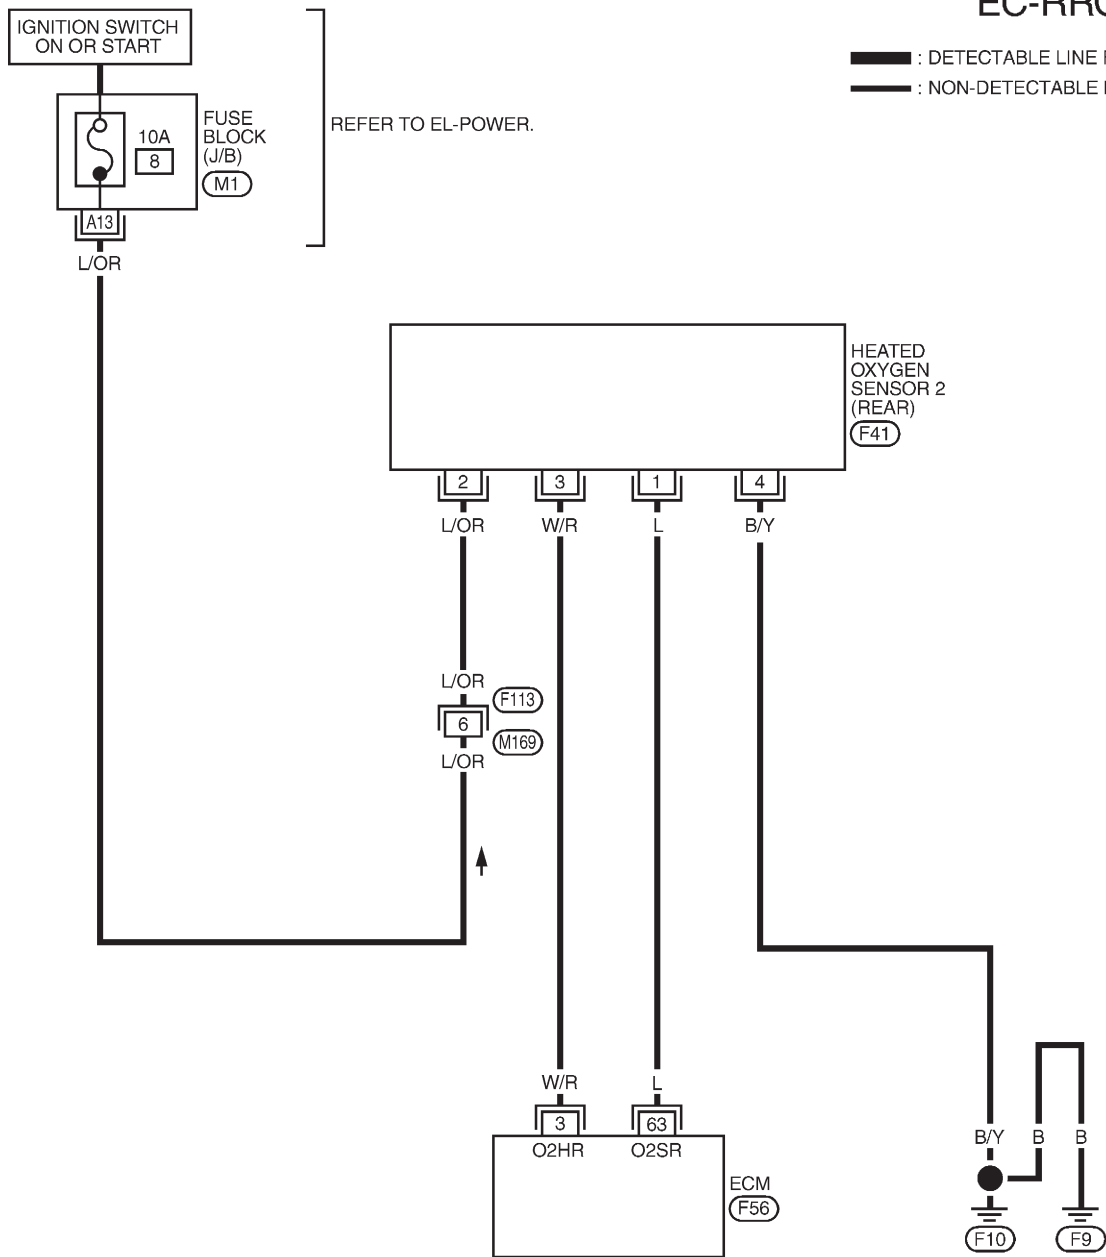 EC-RRO
IGNITION SWITCH
ON OR START
: DETECTABLE LINE
: NON-DETECTABLE
10A
8
FUSE
BLOCK
(J/B)
M1
REFER TO EL-POWER.
A13
L/OR
HEATED
OXYGEN
SENSOR 2
(REAR)
F41
2 3 1 4
L/OR W/R L B/Y
L/OR
F113
6
M169
L/OR
W/R L
3 63
O2HR O2SR
ECM
F56
B/Y B B
F10 F9